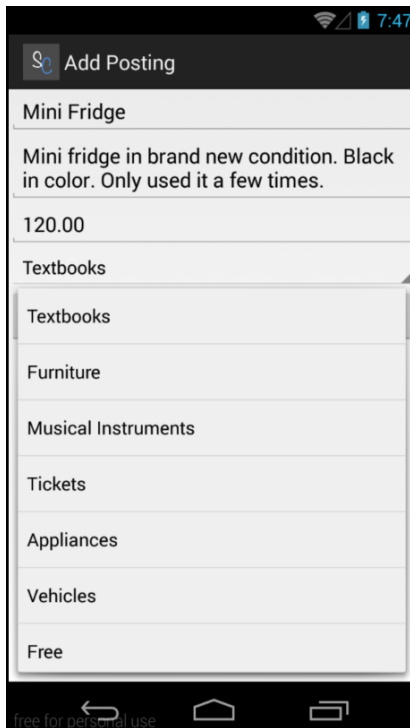 7:47
SC Add Posting
Mini Fridge
Mini fridge in brand new condition. Black
in color. Only used it a few times.
120.00
Textbooks
Textbooks
Furniture
Musical Instruments
Tickets
Appliances
Vehicles
Free
free for personal use